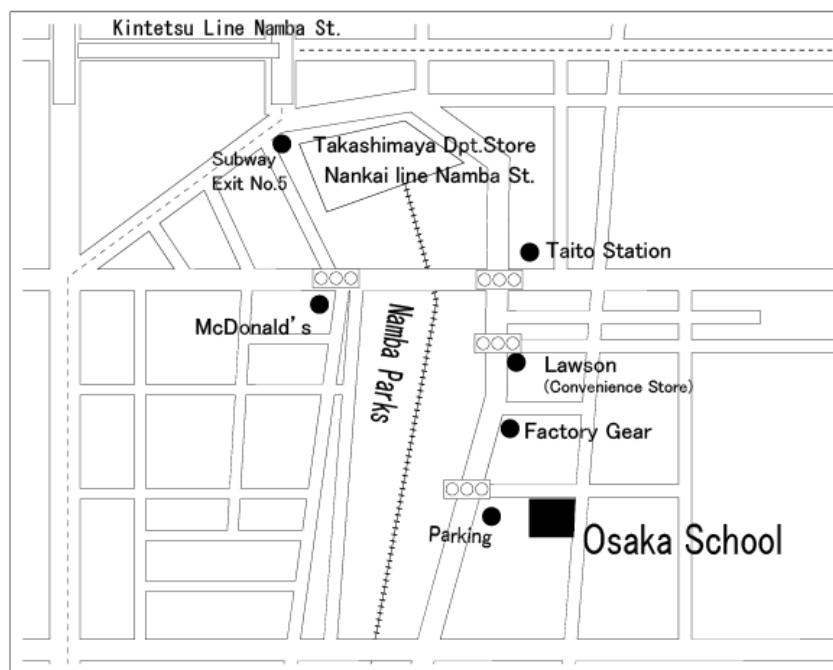 Kintetsu Line Namba St.
Takashimaya Dpt.Store
Subway
Exit No.5
Nankai line Namba St.
Taito Station
McDonald's
Namba Parks
Lawson
(Convenience Store)
Factory Gear
Parking
Osaka School